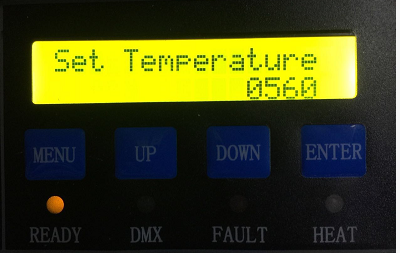 Set Temperature
0560
MENU UP DOWN ENTER
READY DMX FAULT HEAT